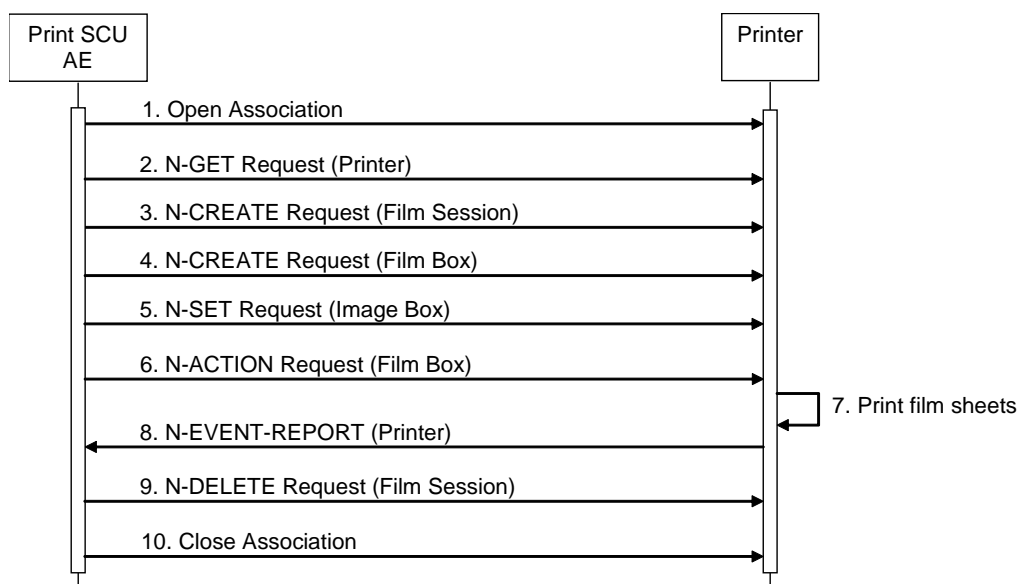 Print SCU
AE
Printer
1. Open Association
2. N-GET Request (Printer)
3. N-CREATE Request (Film Session)
4. N-CREATE Request (Film Box)
5. N-SET Request (Image Box)
6. N-ACTION Request (Film Box)
7. Print film sheets
8. N-EVENT-REPORT (Printer)
9. N-DELETE Request (Film Session)
10. Close Association